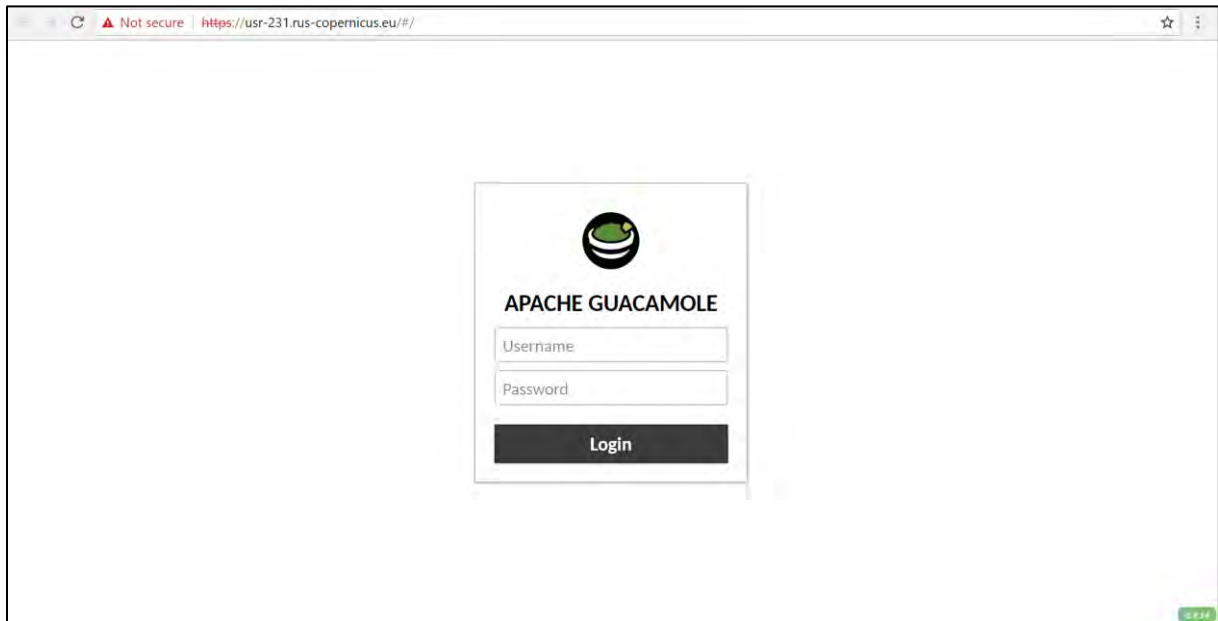 Not secure https://usr-231.rus-copernicus.eu/#/
APACHE GUACAMOLE
Username
Password
Login